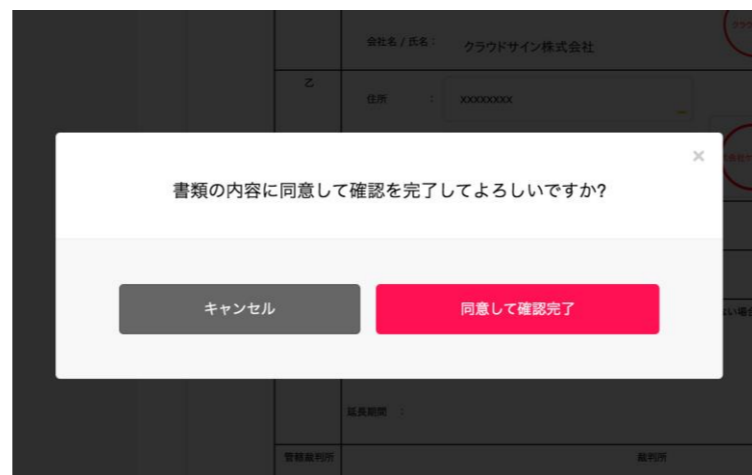 会社名 / 氏名 : クラウドサイン株式会社
乙
住所 : xxxxxxxx
×
書類の内容に同意して確認を完了してよろしいですか?
キャンセル
同意して確認完了
い場合
延長期間 :
管轄裁判所 裁判所